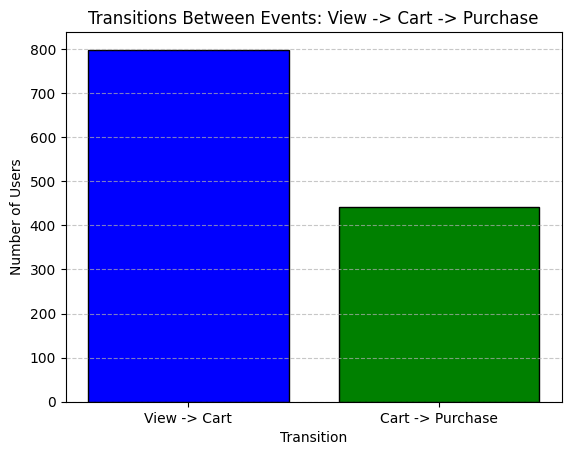 Transitions Between Events: View -> Cart -> Purchase
Number of Users
800
700
600
500
400
300
200
100
0
View -> Cart
Cart -> Purchase
Transition